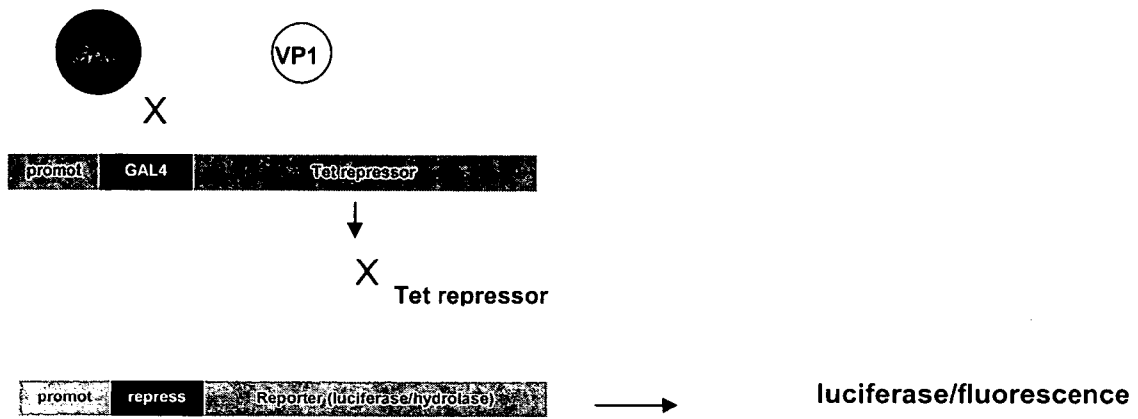 VP1
X
promot GAL4 Tet repressor
X
Tet repressor
promot repress Reporter (luciferase/hydrolase)
luciferase/fluorescence